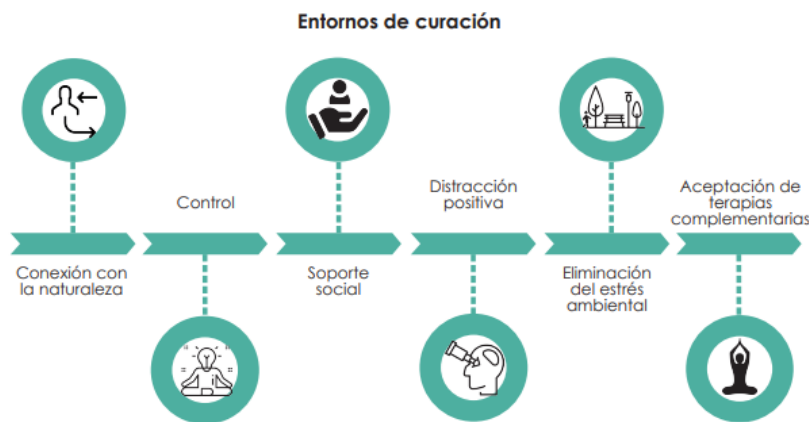 Entornos de curación
Conexión con
la naturaleza
Control
Soporte
social
Distracción
positiva
Eliminación
del estrés
ambiental
Aceptación de
terapias
complementarias